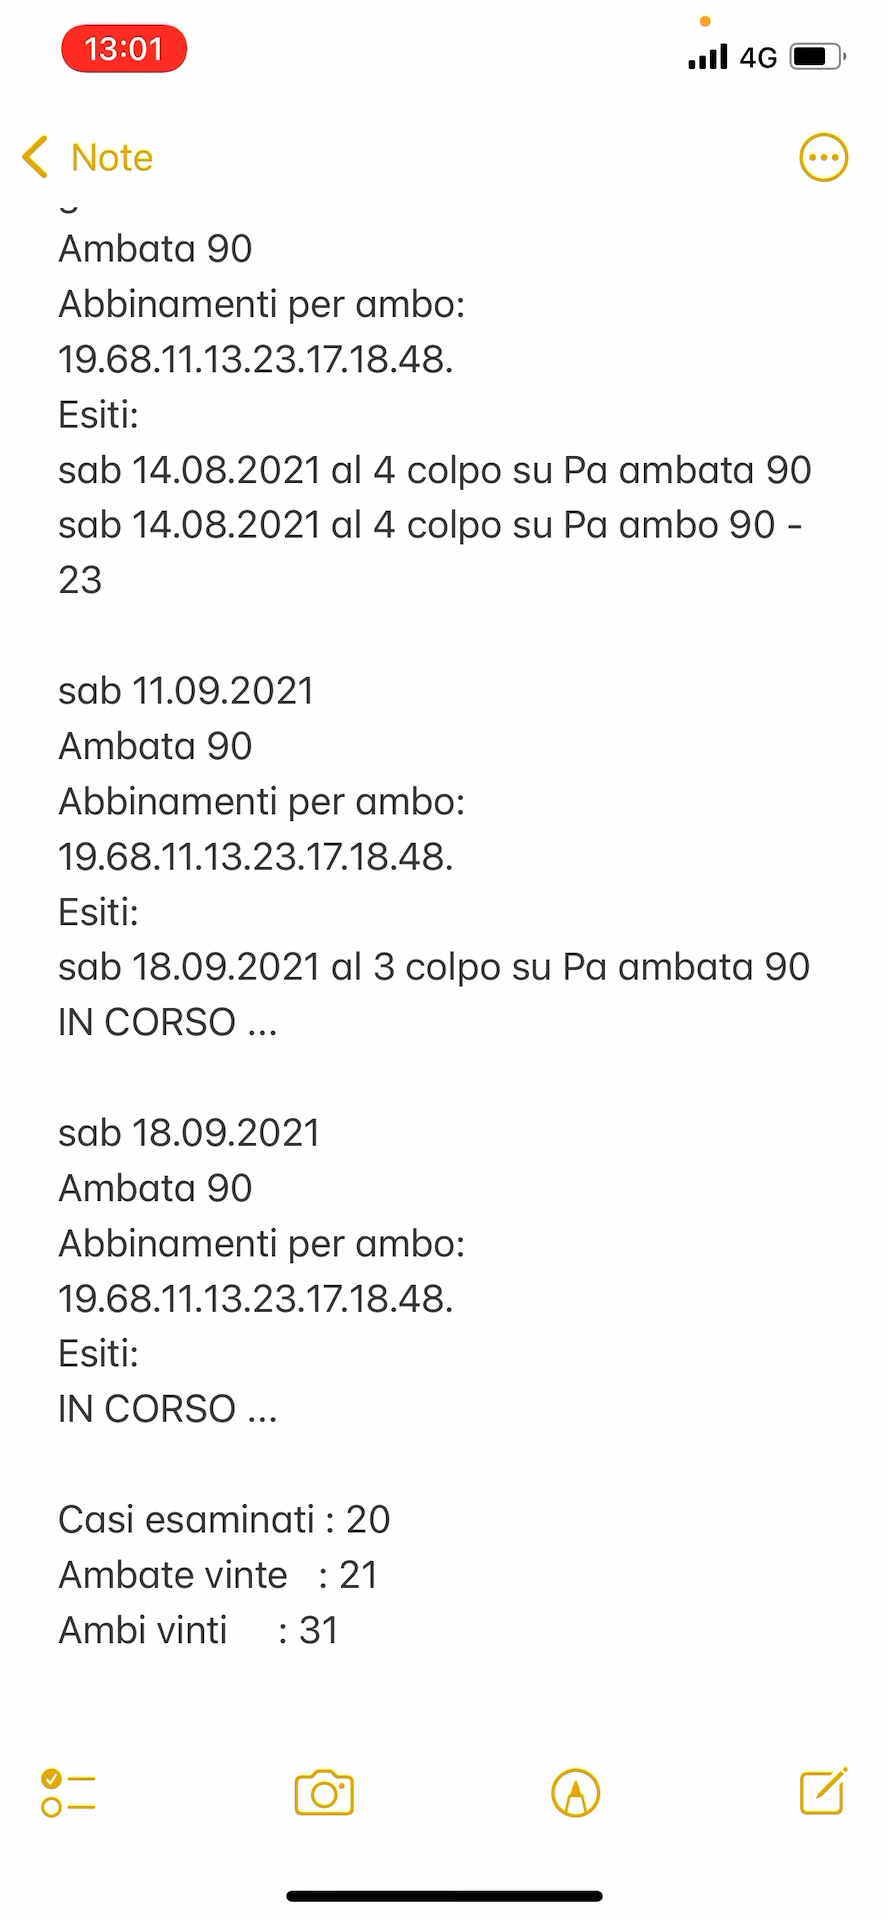 13:01
4G
Note
Ambata 90
Abbinamenti per ambo:
19.68.11.13.23.17.18.48.
Esiti:
sab 14.08.2021 al 4 colpo su Pa ambata 90
sab 14.08.2021 al 4 colpo su Pa ambo 90 -
23
sab 11.09.2021
Ambata 90
Abbinamenti per ambo:
19.68.11.13.23.17.18.48.
Esiti:
sab 18.09.2021 al 3 colpo su Pa ambata 90
IN CORSO ...
sab 18.09.2021
Ambata 90
Abbinamenti per ambo:
19.68.11.13.23.17.18.48.
Esiti:
IN CORSO ...
Casi esaminati : 20
Ambate vinte : 21
Ambi vinti : 31